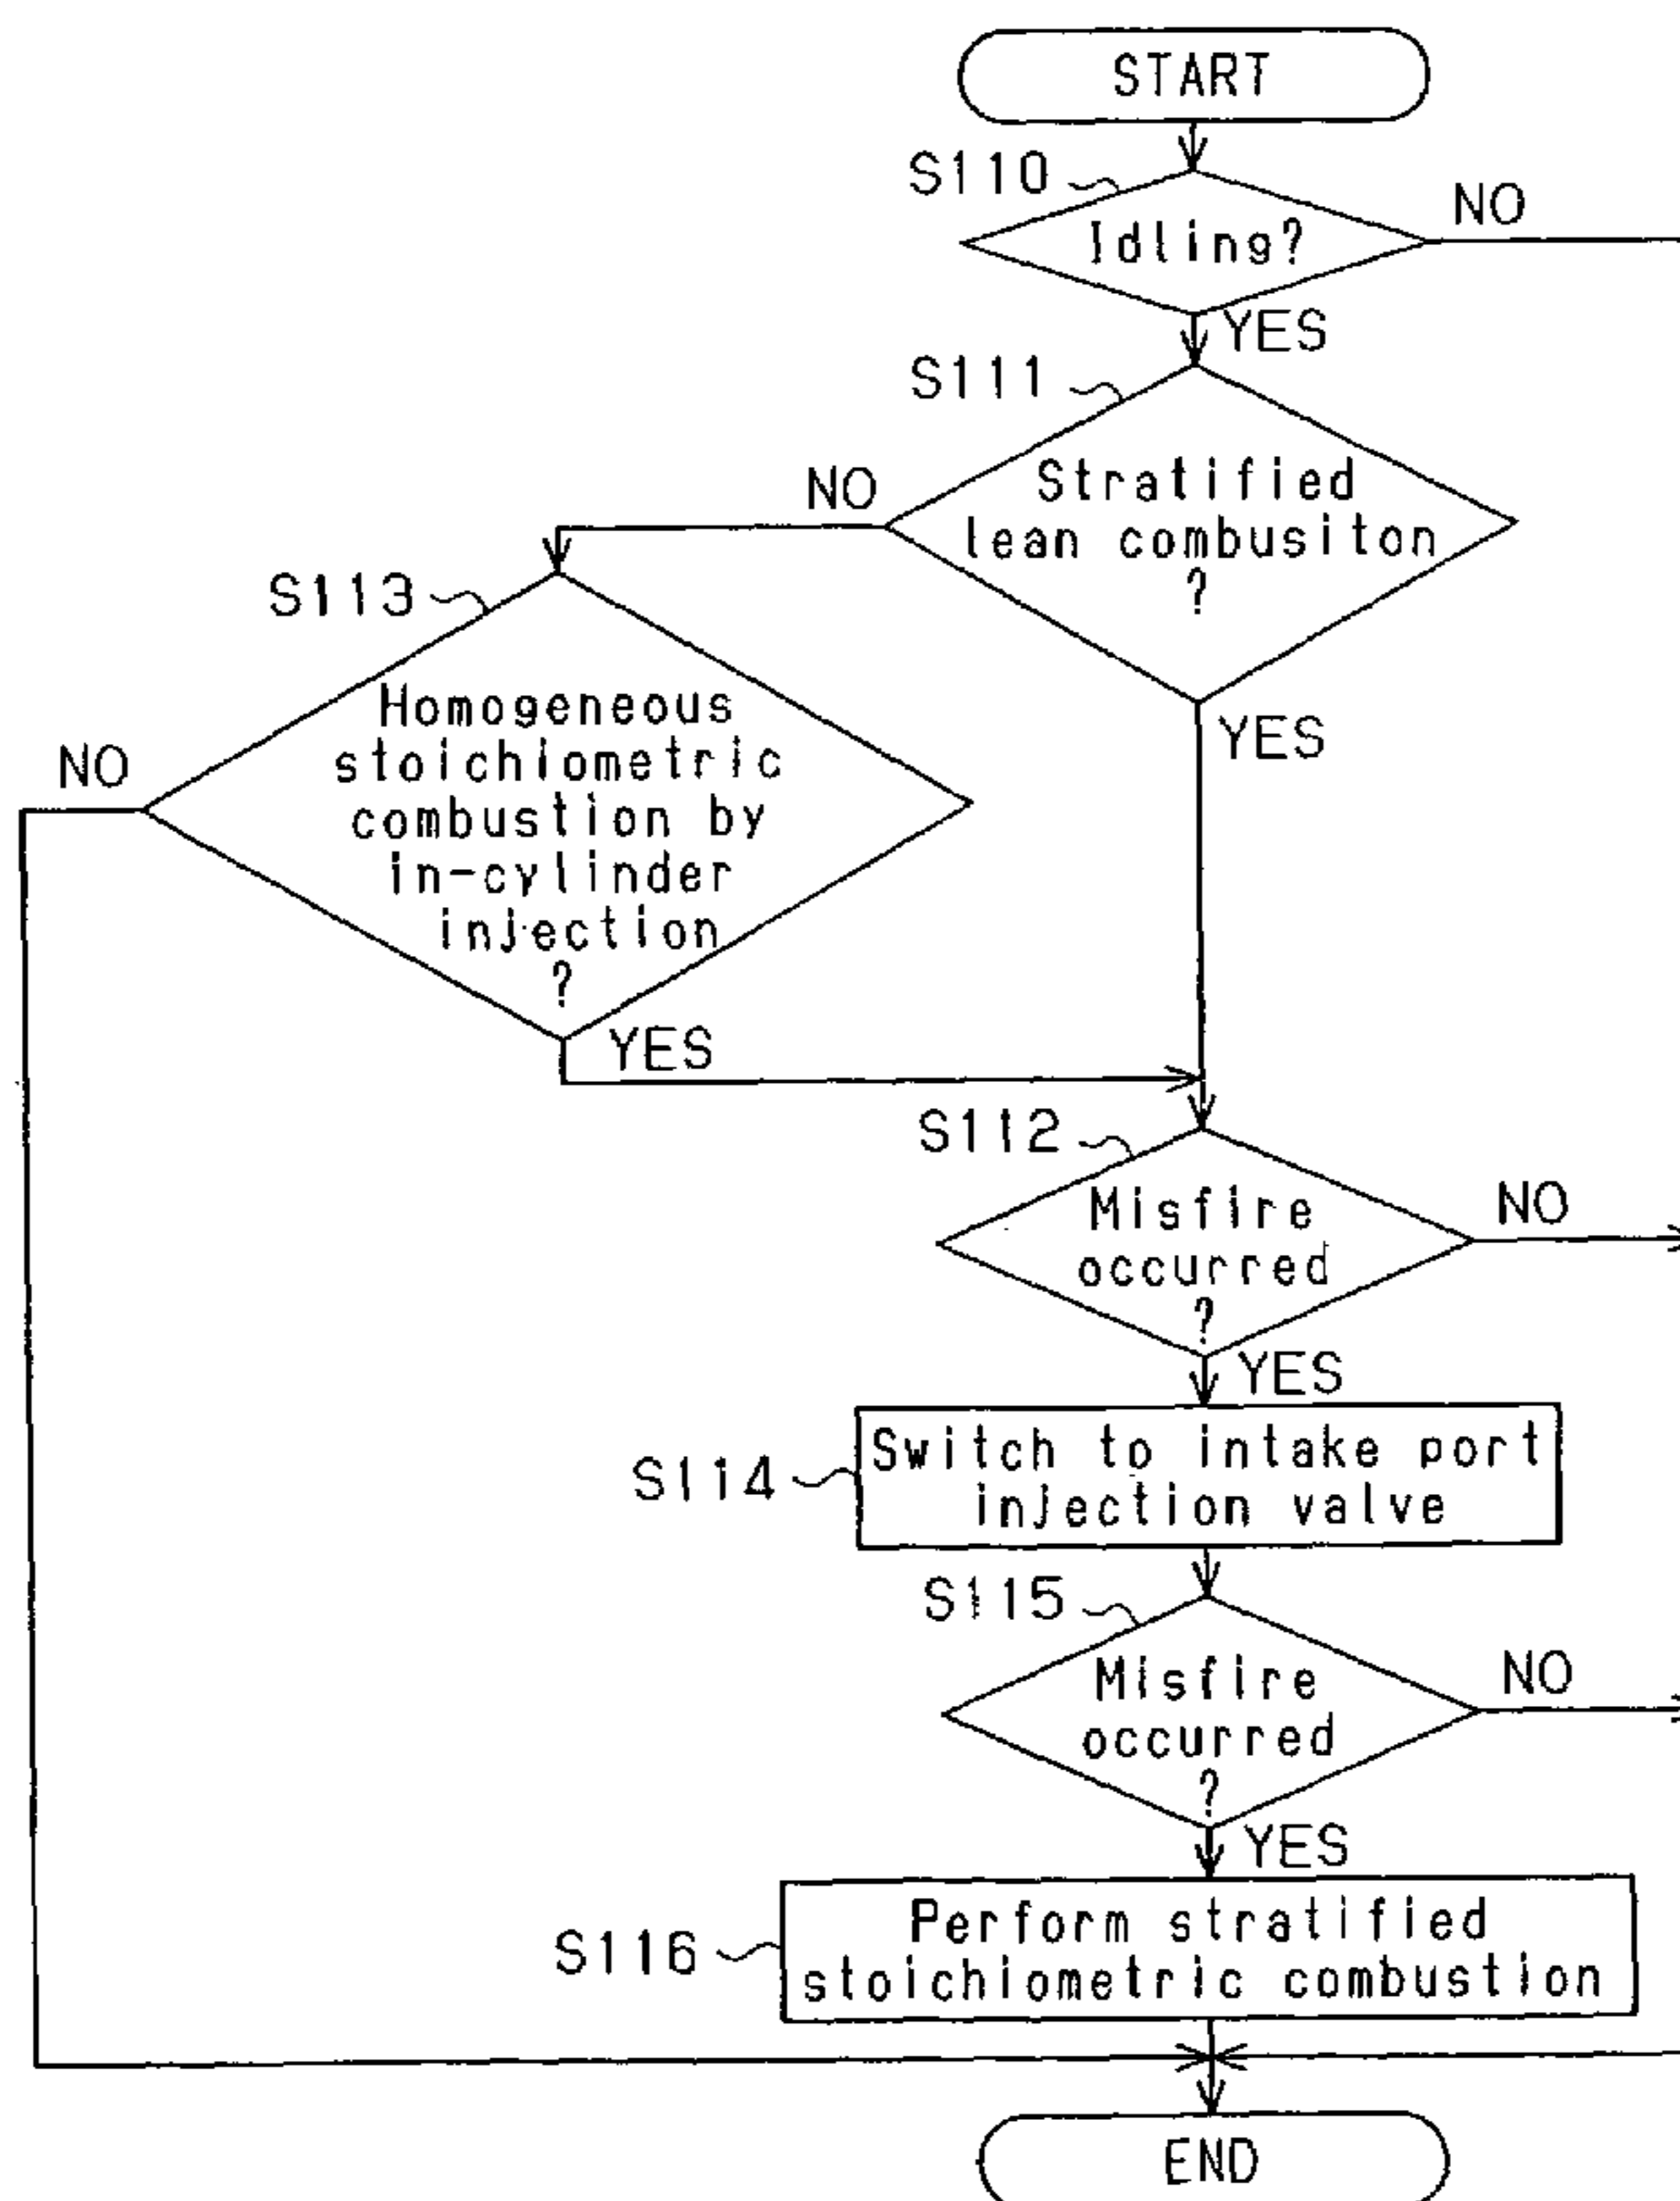 START
S110
Idling?
NO
YES
S111
Stratified
lean combusiton
?
NO
YES
S113
Homogeneous
stoichiometric
combustion by
in-cylinder
injection
?
NO
YES
S112
Misfire
occurred
?
NO
YES
S114
Switch to intake port
injection valve
S115
Misfire
occurred
?
NO
YES
S116
Perform stratified
stoichiometric combustion
END